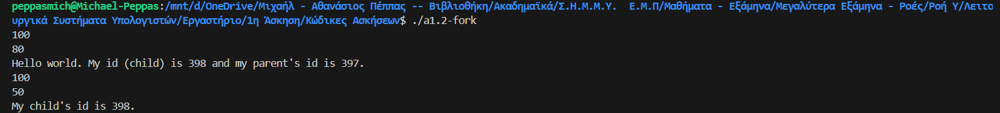 peppasmich@Michael-Peppas:/mnt/d/OneDrive/Μιχαήλ - Αθανάσιος Πέππας -- Βιβλιοθήκη/Ακαδημαϊκά/Σ.Η.Μ.Μ.Υ.  Ε.Μ.Π/Μαθήματα - Εξάμηνα/Μεγαλύτερα Εξάμηνα - Ροές/Ροή Υ/Λειτο
υργικά Συστήματα Υπολογιστών/Εργαστήριο/1η Άσκηση/Κώδικες Ασκήσεων$ ./a1.2-fork
100
80
Hello world. My id (child) is 398 and my parent's id is 397.
100
50
My child's id is 398.